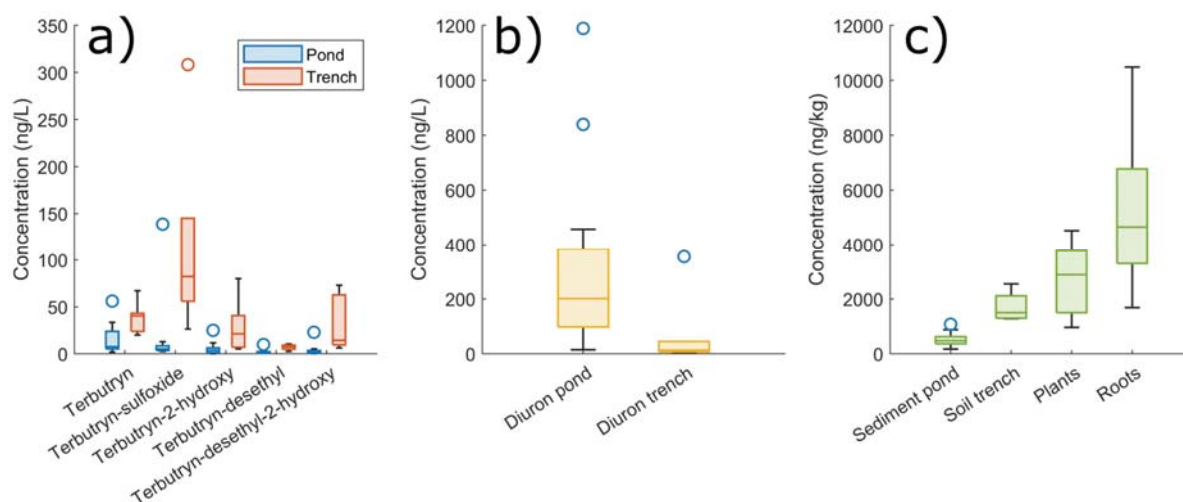 a)
Concentration (ng/L)
350
300
250
200
150
100
50
0
Pond
Trench
Terbutryn
Terbutryn-sulfoxide
Terbutryn-2-hydroxy
Terbutryn-desethyl
Terbutryn-desethyl-2-hydroxy
b)
Concentration (ng/L)
1200
1000
800
600
400
200
0
Diuron pond
Diuron trench
c)
Concentration (ng/kg)
12000
10000
8000
6000
4000
2000
0
Sediment pond
Soil trench
Plants
Roots